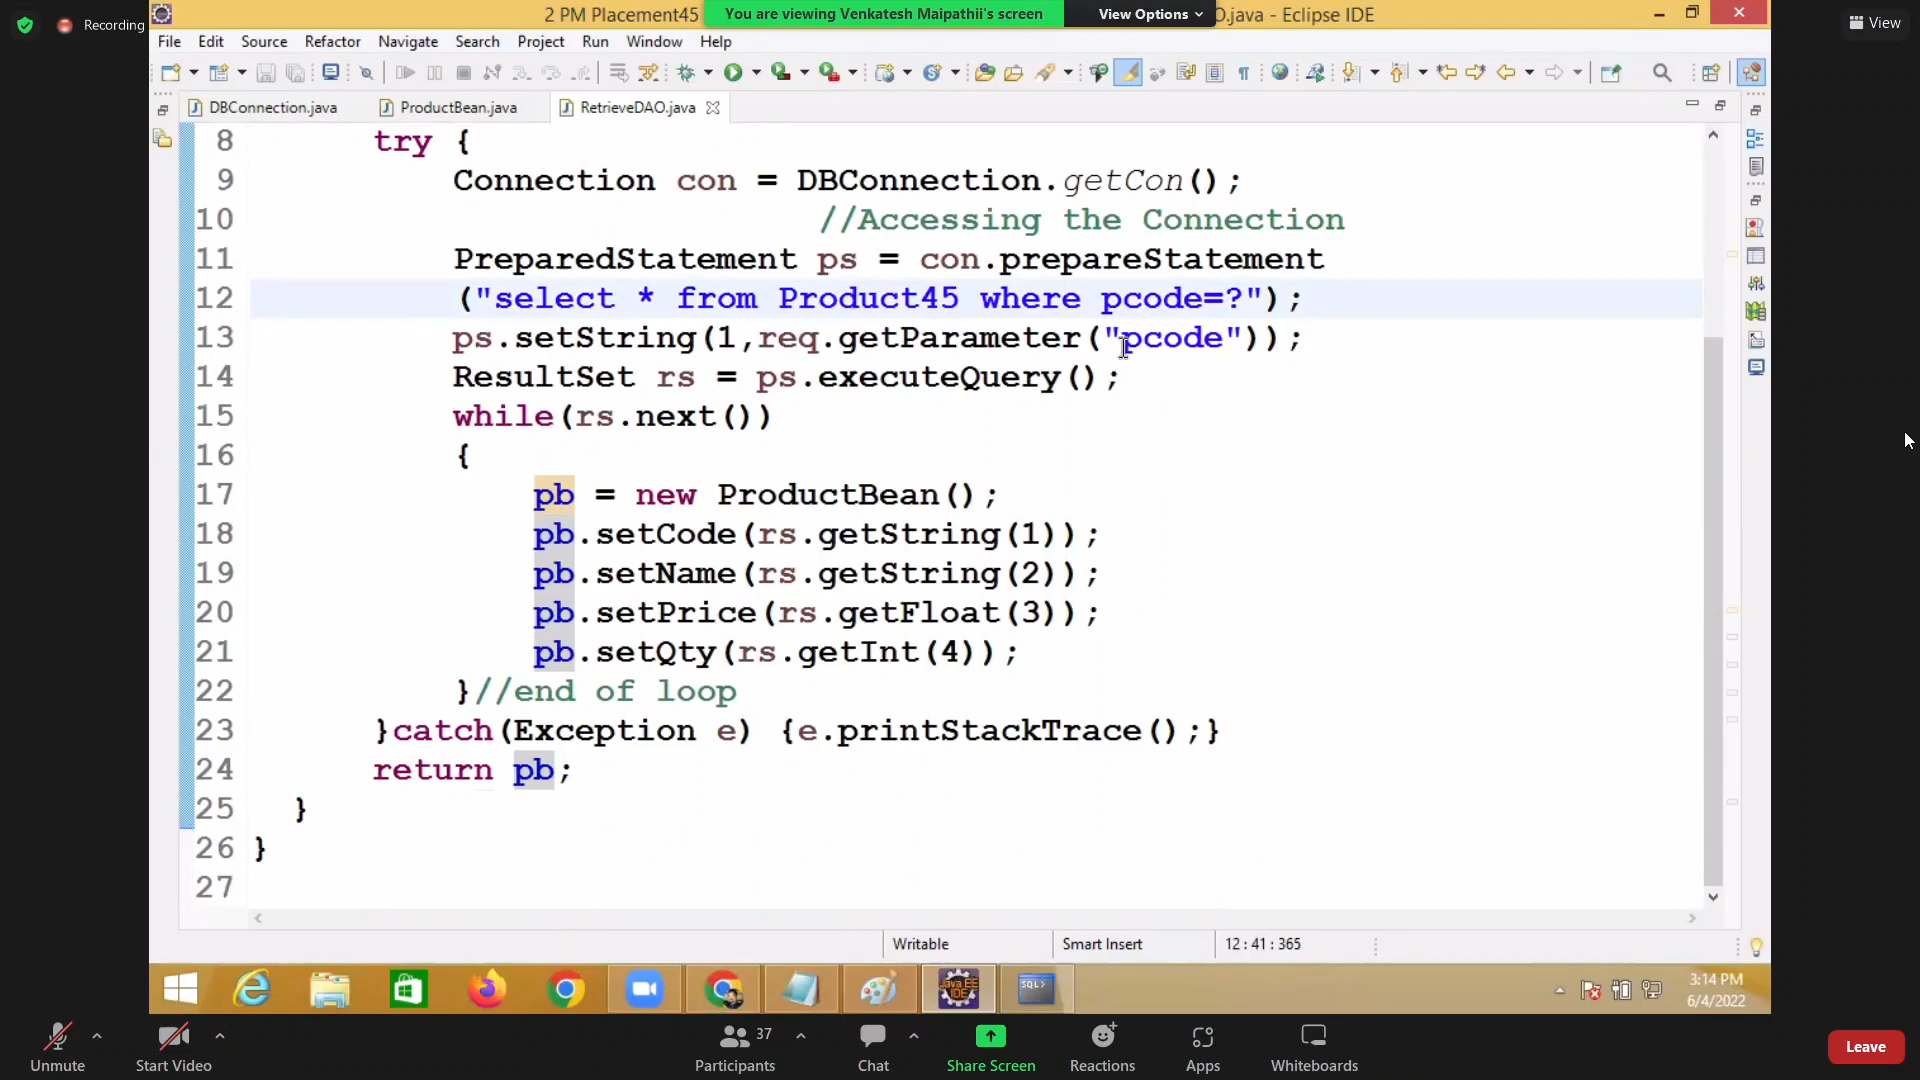 Recording
2 PM Placement45
You are viewing Venkatesh Maipathii's screen
View Options
O.java - Eclipse IDE
View
File Edit Source Refactor Navigate Search Project Run Window Help
DBConnection.java ProductBean.java RetrieveDAO.java
8 try {
9 Connection con = DBConnection.getCon();
10 //Accessing the Connection
11 PreparedStatement ps = con.prepareStatement
12 ("select * from Product45 where pcode=?");
13 ps.setString(1,req.getParameter("pcode"));
14 ResultSet rs = ps.executeQuery();
15 while(rs.next())
16 {
17 pb = new ProductBean();
18 pb.setCode(rs.getString(1));
19 pb.setName(rs.getString(2));
20 pb.setPrice(rs.getFloat(3));
21 pb.setQty(rs.getInt(4));
22 }//end of loop
23 }catch(Exception e) {e.printStackTrace();}
24 return pb;
25 }
26 }
27
Writable Smart Insert 12 : 41 : 365
Java EE
IDE
SQL>
3:14 PM
6/4/2022
Unmute Start Video Participants 37 Chat Share Screen Reactions Apps Whiteboards Leave